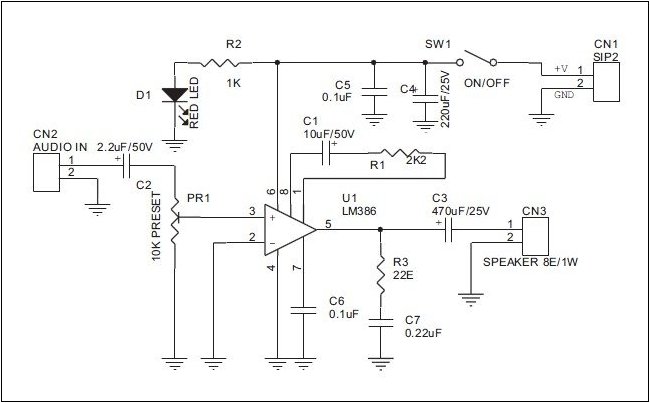 R2
1K
SW1
ON/OFF
CN1
SIP2
+V
1
2
GND
D1
RED LED
C5
0.1uF
C4
+
220uF/25V
CN2
AUDIO IN
1
2
2.2uF/50V
+
C2
C1
10uF/50V
+
R1
2K2
PR1
10K PRESET
6
8
1
3
+
2
-
4
7
5
U1
LM386
C3
470uF/25V
+
CN3
1
2
SPEAKER 8E/1W
R3
22E
C6
0.1uF
C7
0.22uF